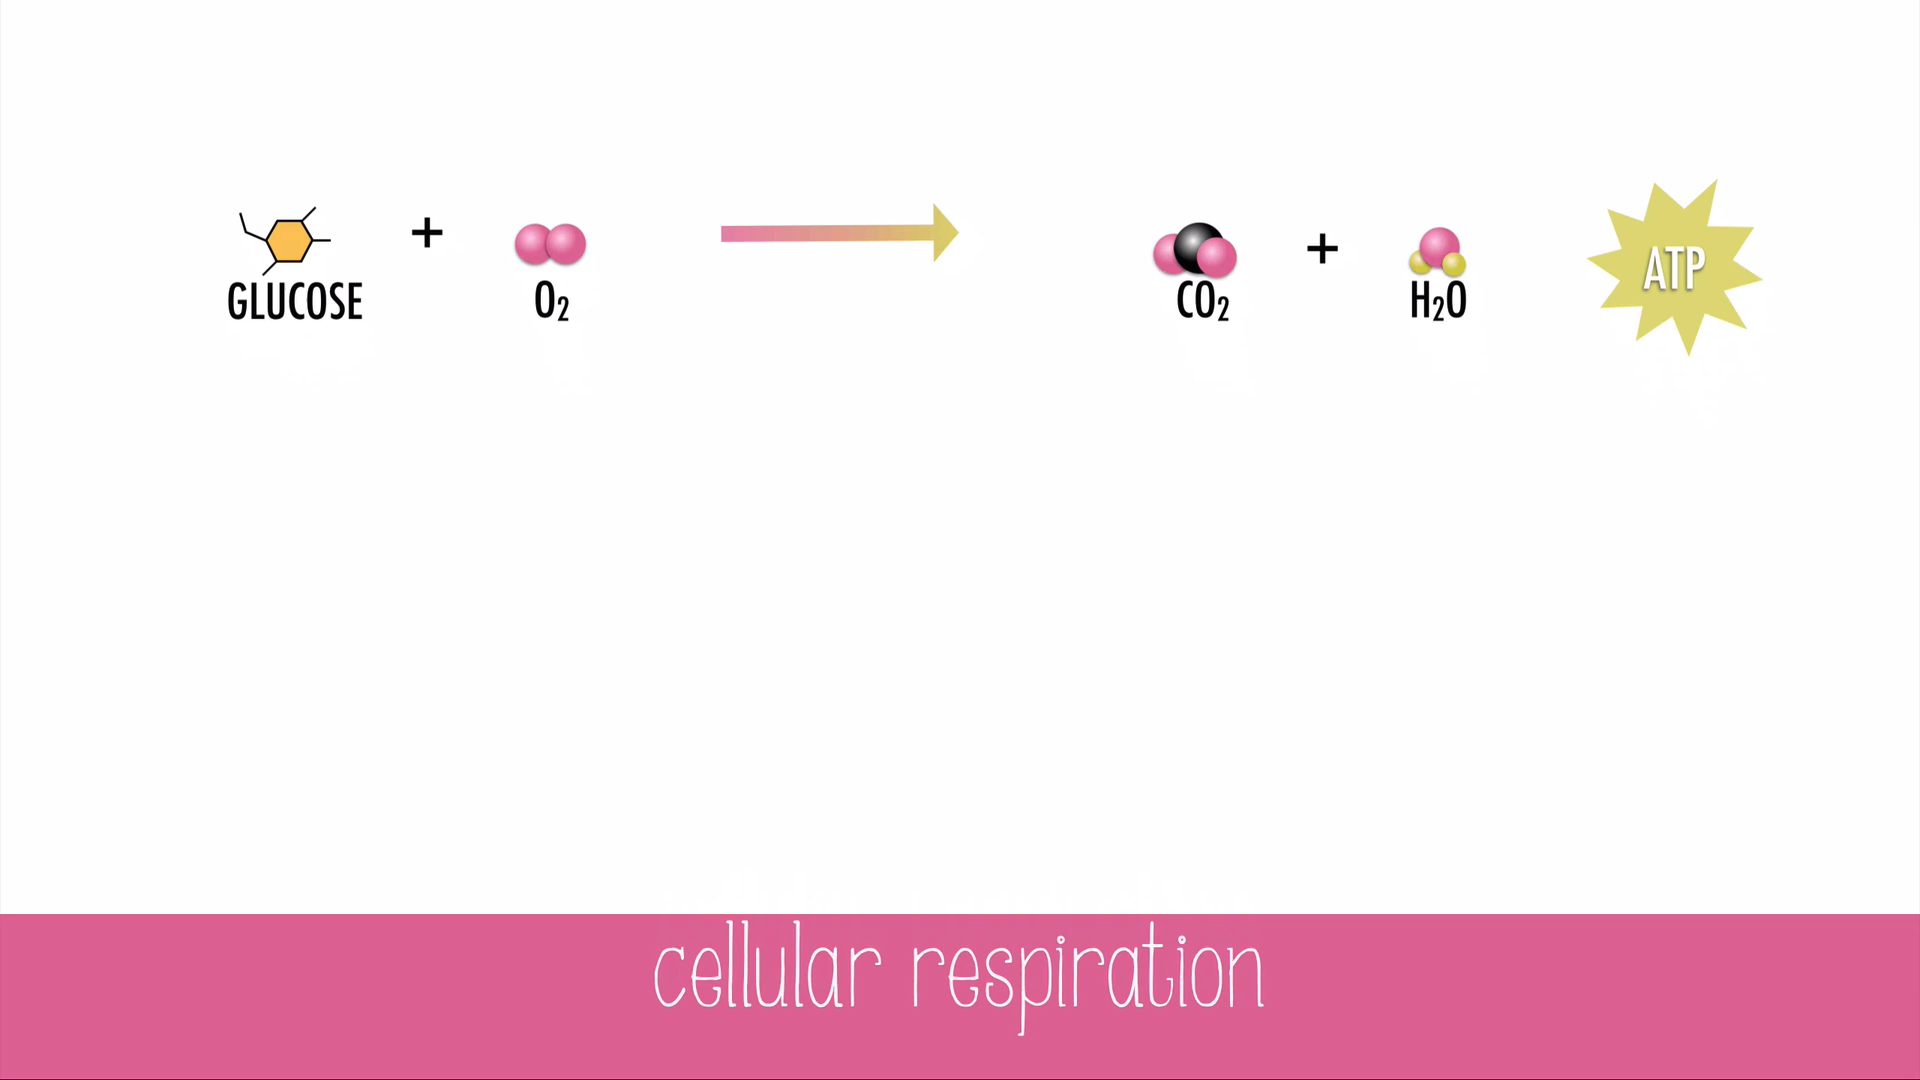 + + 
GLUCOSE O₂ CO₂ H₂O ATP
cellular respiration